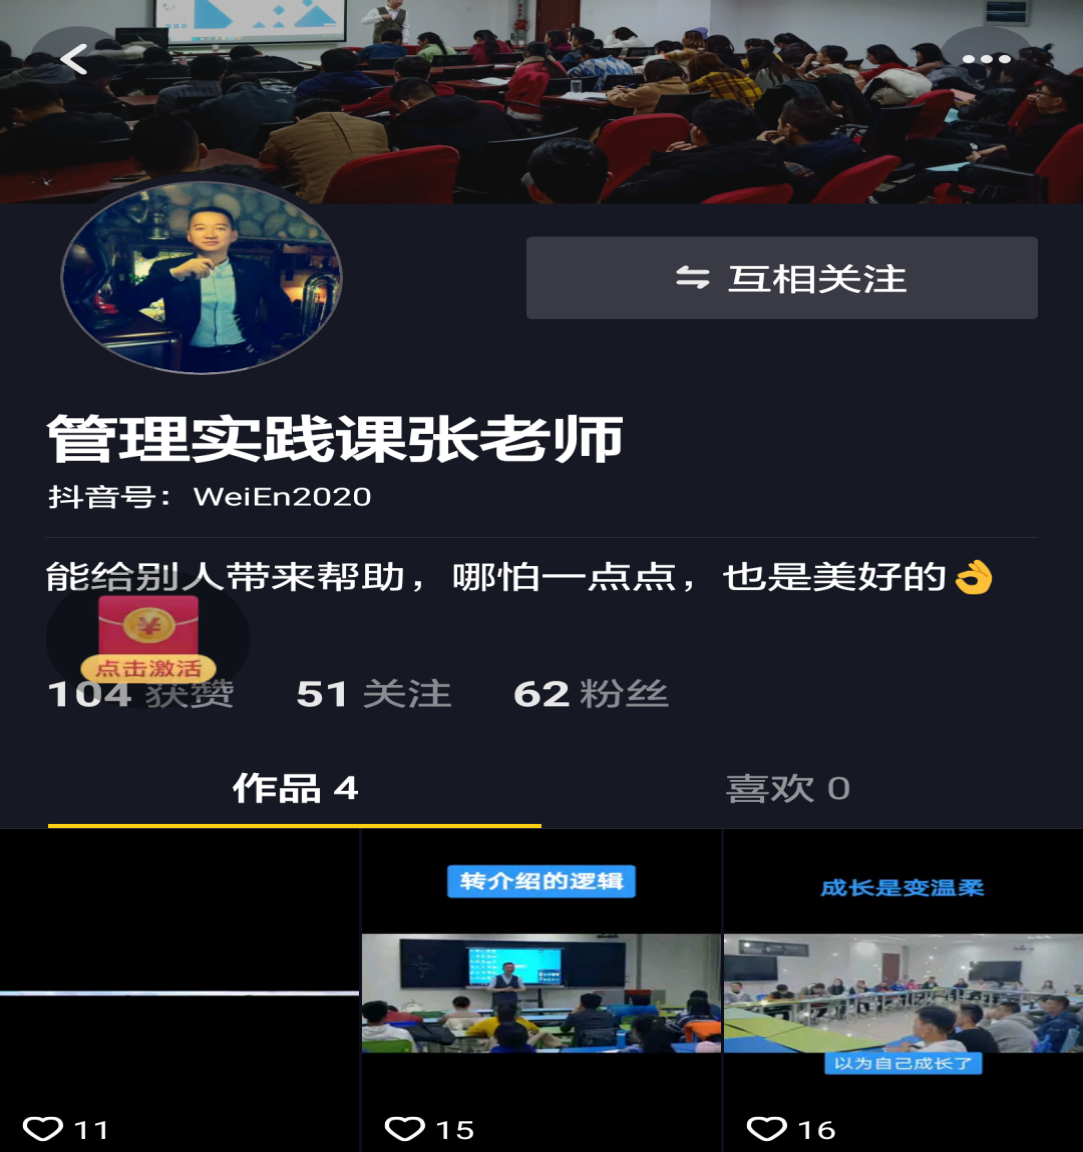 互相关注
管理实践课张老师
抖音号：WeiEn2020
能给别人带来帮助，哪怕一点点，也是美好的👌
点击激活
104 获赞 51 关注 62 粉丝
作品 4 喜欢 0
转介绍的逻辑
成长是变温柔
以为自己成长了
11 15 16